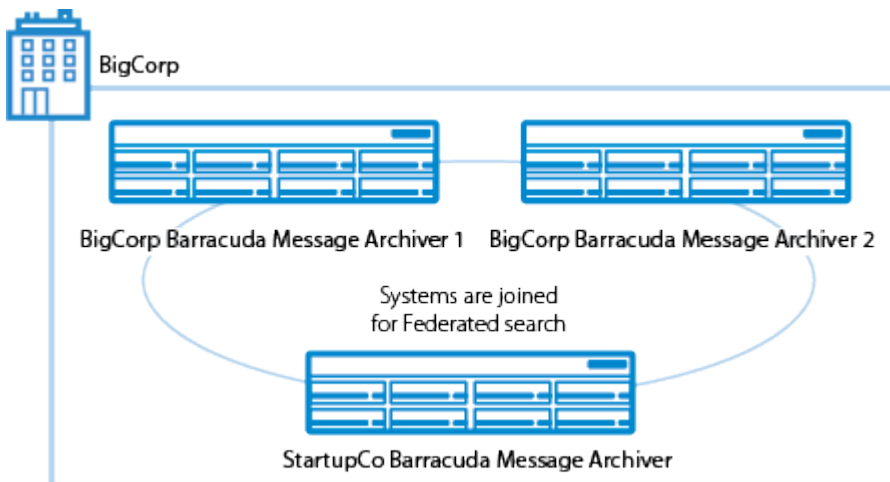 BigCorp
BigCorp Barracuda Message Archiver 1
BigCorp Barracuda Message Archiver 2
Systems are joined
for Federated search
StartupCo Barracuda Message Archiver